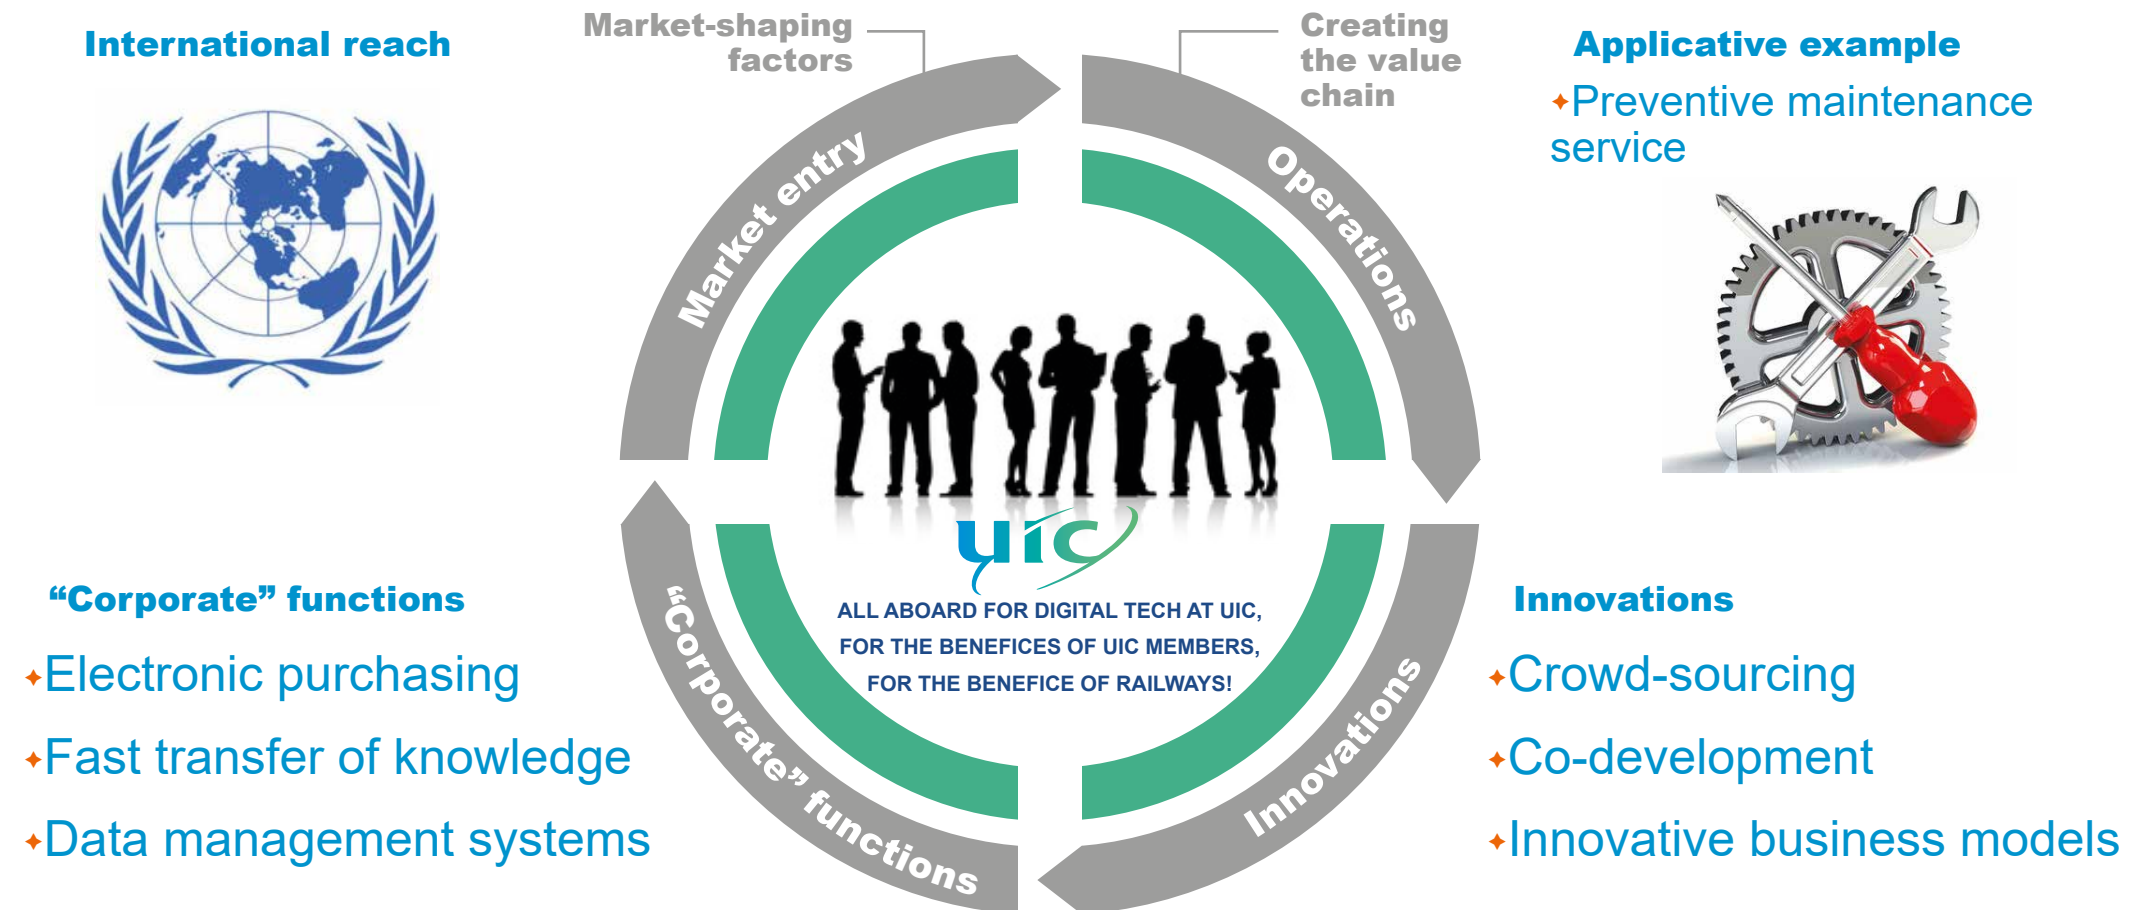 International reach
Market-shaping
factors
Creating
the value
chain
Applicative example
✦Preventive maintenance
service
Market entry
Operations
uic
ALL ABOARD FOR DIGITAL TECH AT UIC,
FOR THE BENEFICES OF UIC MEMBERS,
FOR THE BENEFICE OF RAILWAYS!
“Corporate” functions
Innovations
“Corporate” functions
✦Electronic purchasing
✦Fast transfer of knowledge
✦Data management systems
Innovations
✦Crowd-sourcing
✦Co-development
✦Innovative business models